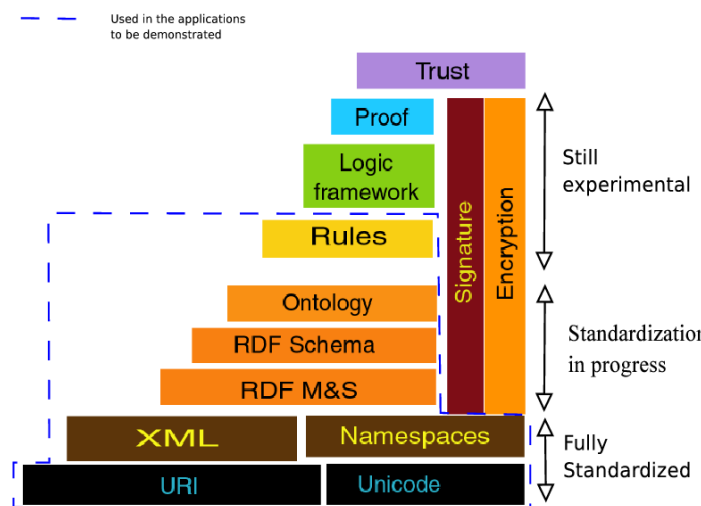 Used in the applications
to be demonstrated
Trust
Proof
Logic
framework
Rules
Ontology
RDF Schema
RDF M&S
XML
Namespaces
URI
Unicode
Signature
Encryption
Still
experimental
Standardization
in progress
Fully
Standardized